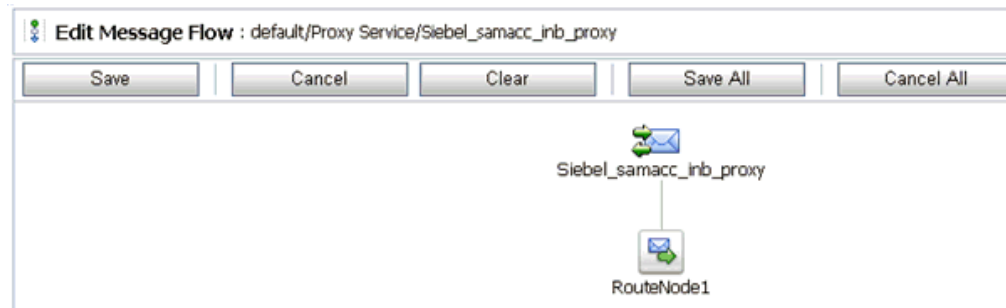 Edit Message Flow : default/Proxy Service/Siebel_samacc_inb_proxy
Save Cancel Clear Save All Cancel All
Siebel_samacc_inb_proxy
RouteNode1